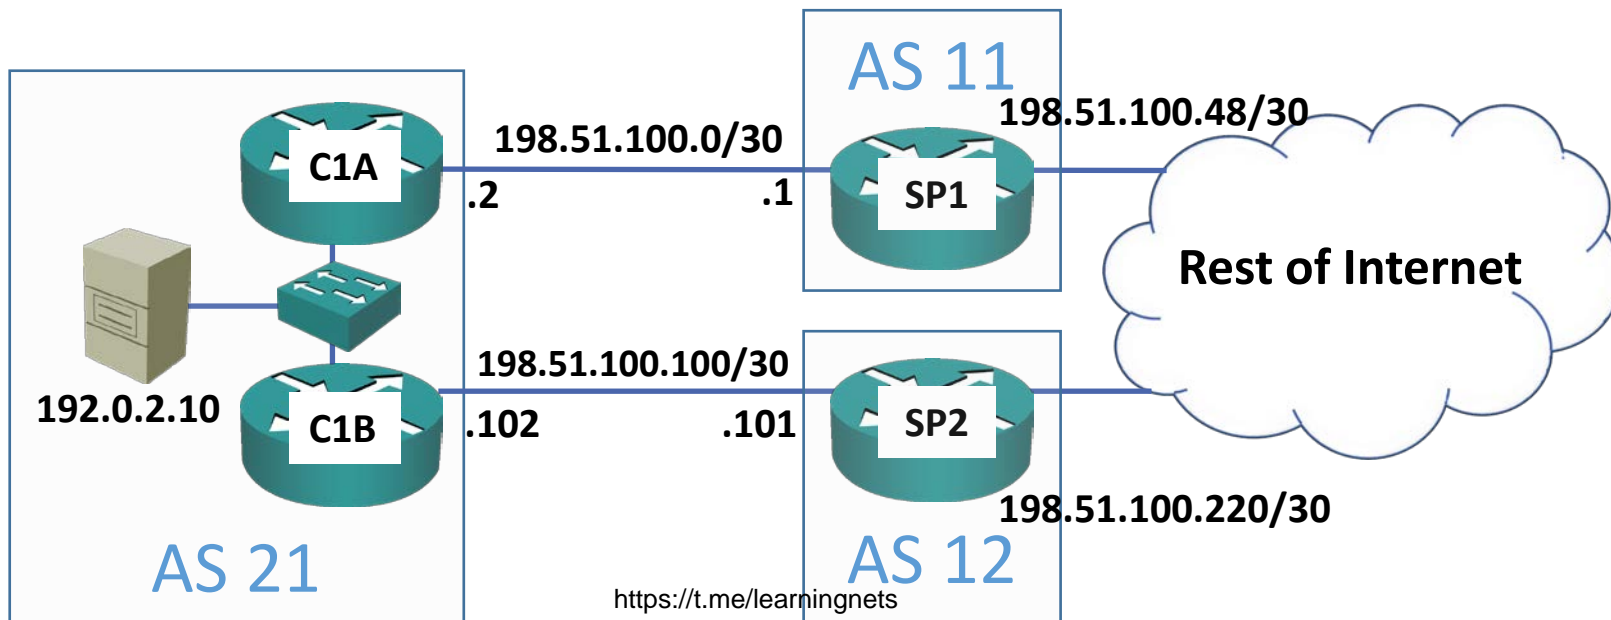 AS 11
198.51.100.48/30
198.51.100.0/30
C1A
.2
.1
SP1
Rest of Internet
192.0.2.10
198.51.100.100/30
C1B
.102
.101
SP2
198.51.100.220/30
AS 21
AS 12
https://t.me/learningnets